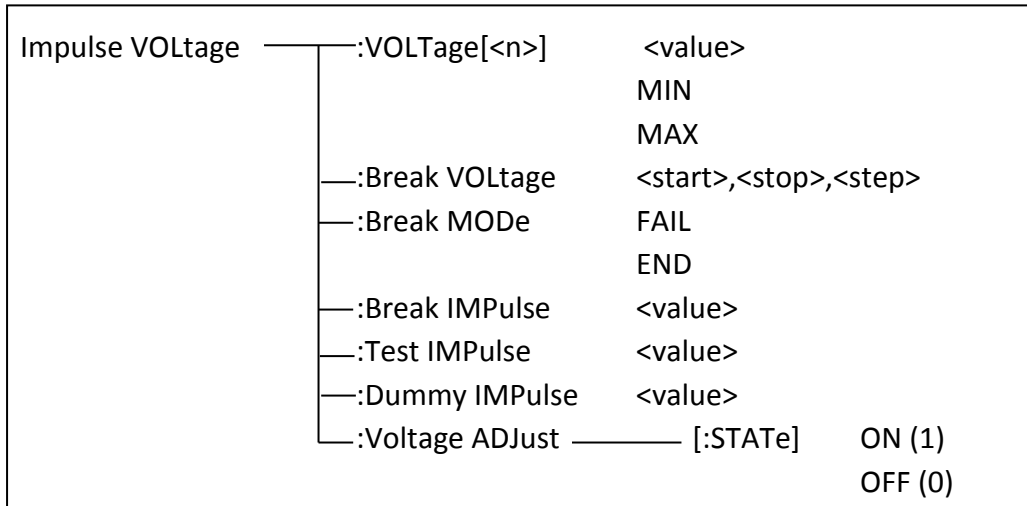 Impulse VOLtage :VOLTage[<n>] <value>
MIN
MAX
:Break VOLtage <start>,<stop>,<step>
:Break MODe FAIL
END
:Break IMPulse <value>
:Test IMPulse <value>
:Dummy IMPulse <value>
:Voltage ADJust [:STATe] ON (1)
OFF (0)